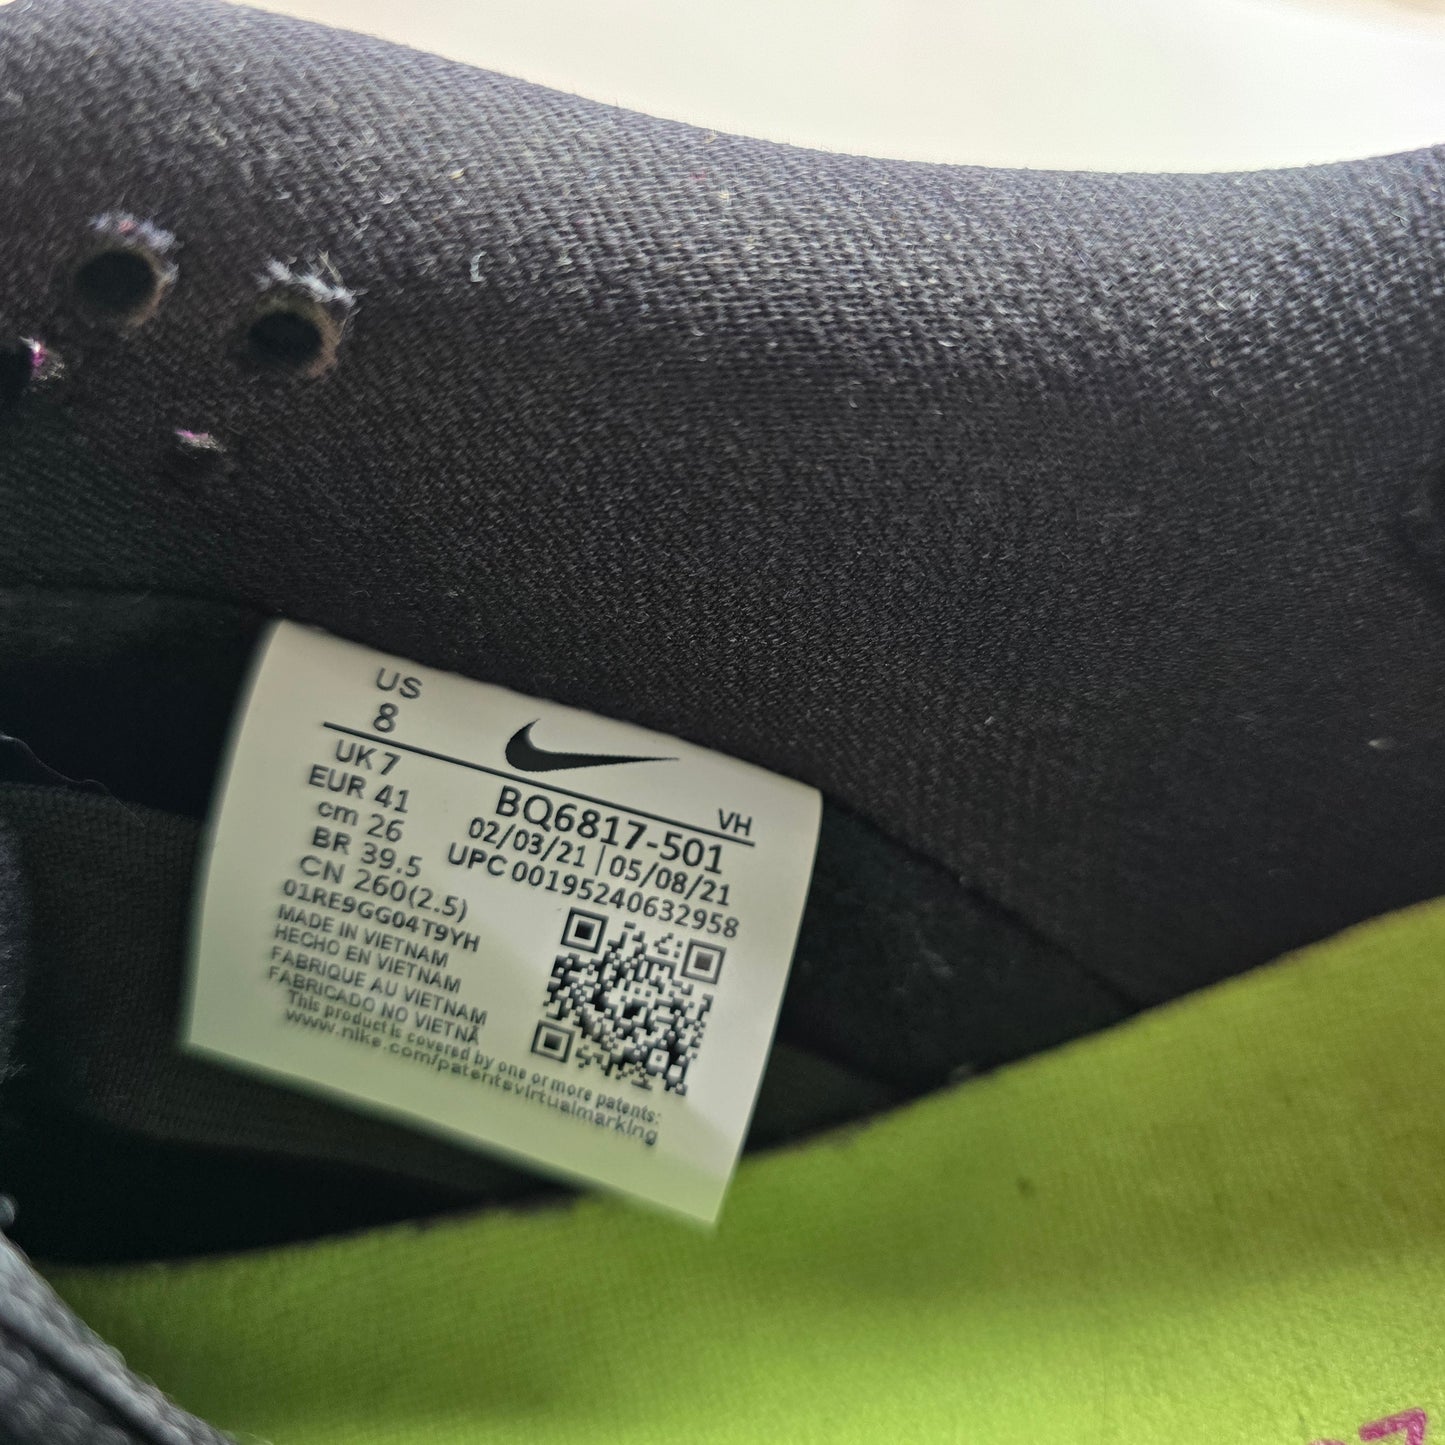 US
8
UK 7
EUR 41
cm 26
BR 39.5
CN 260(2.5)
01RE9GG04T9YH
VH
BQ6817-501
02/03/21 | 05/08/21
UPC 00195240632958
MADE IN VIETNAM
HECHO EN VIETNAM
FABRIQUE AU VIETNAM
FABRICADO NO VIETNÃ
This product is covered by one or more patents:
www.nike.com/patentsvirtualmarking